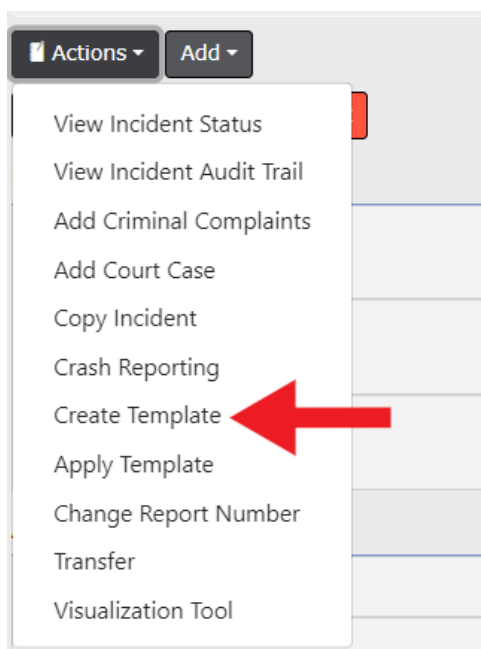 Actions Add
View Incident Status
View Incident Audit Trail
Add Criminal Complaints
Add Court Case
Copy Incident
Crash Reporting
Create Template
Apply Template
Change Report Number
Transfer
Visualization Tool